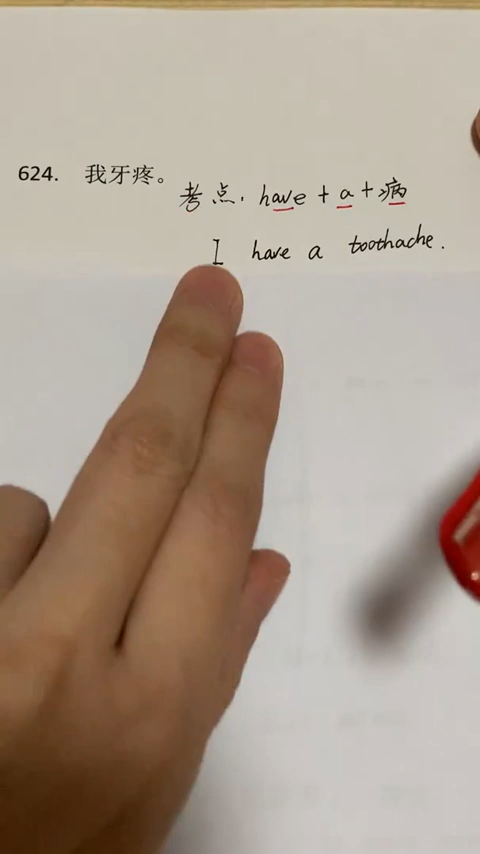 624. 我牙疼。
考点. have + a + 病
I have a toothache.